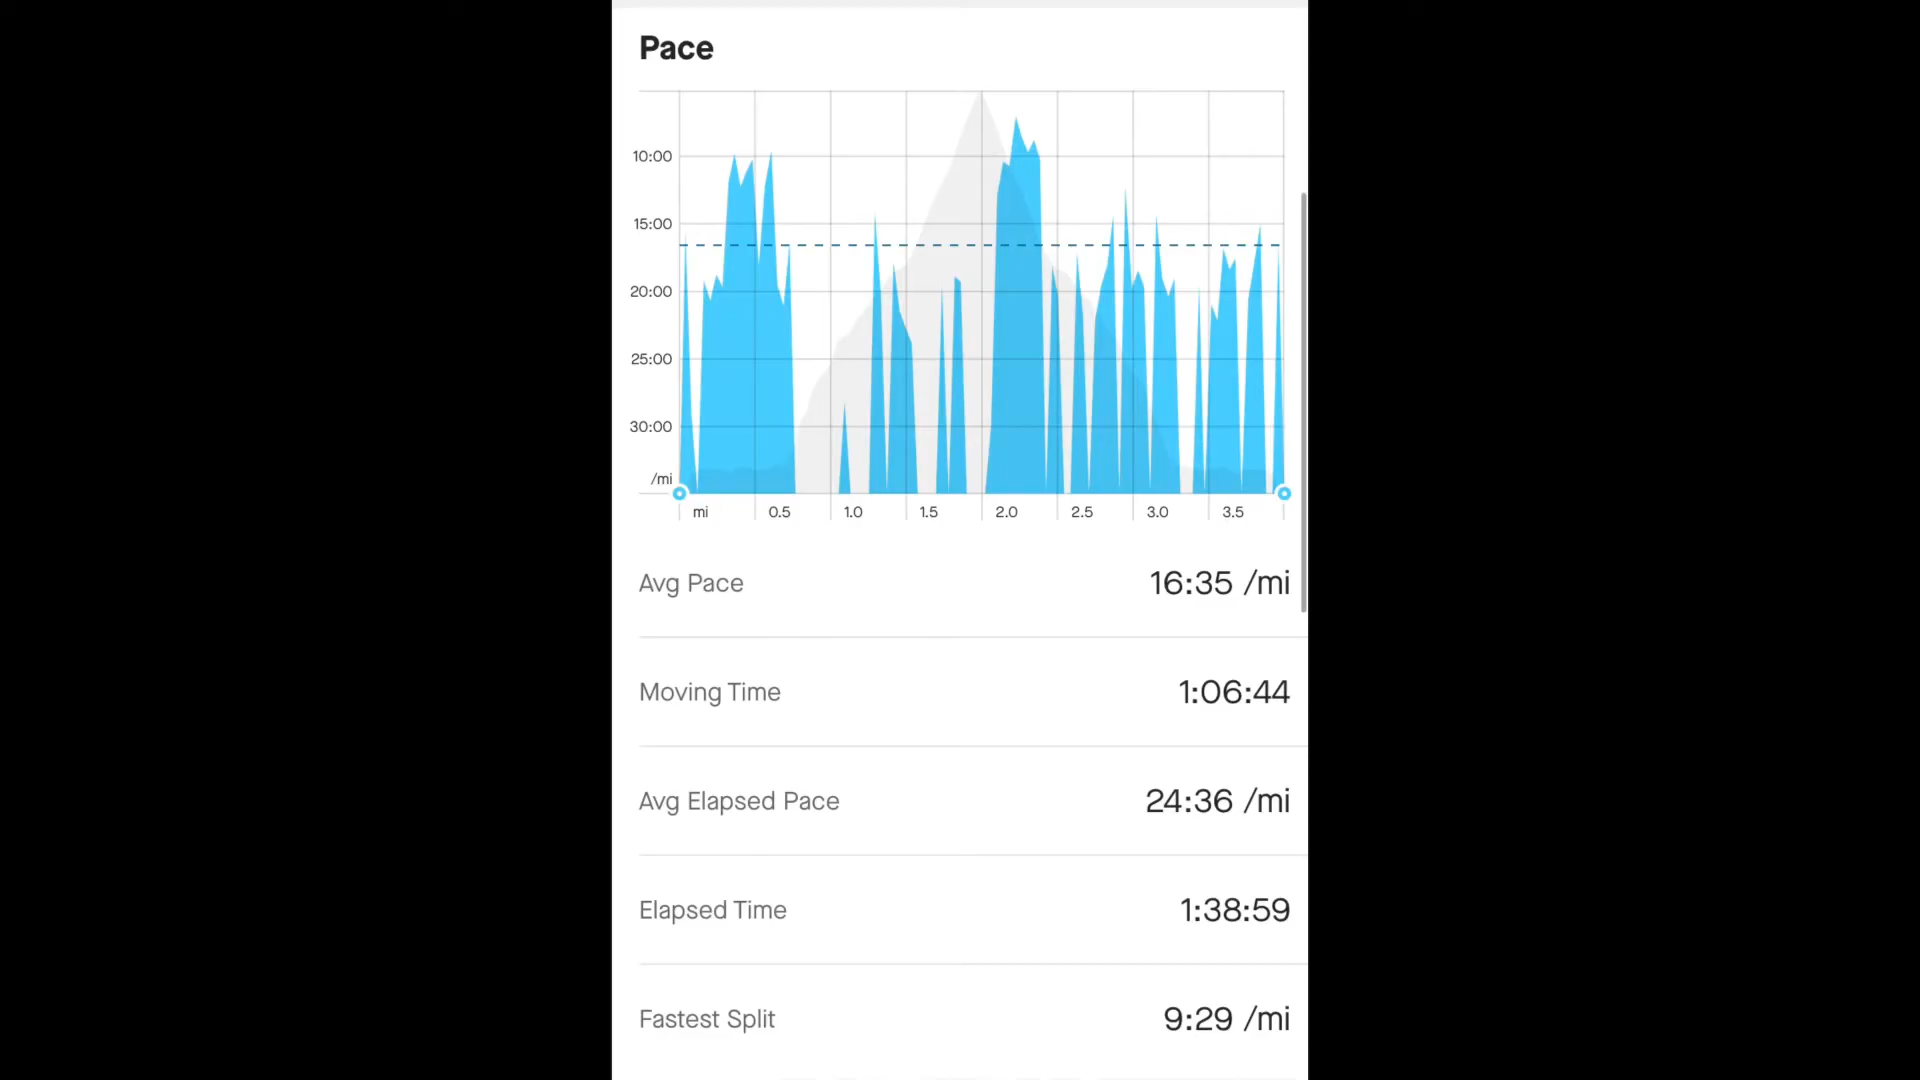 Pace
10:00
15:00
20:00
25:00
30:00
/mi
mi 0.5 1.0 1.5 2.0 2.5 3.0 3.5
Avg Pace 16:35 /mi
Moving Time 1:06:44
Avg Elapsed Pace 24:36 /mi
Elapsed Time 1:38:59
Fastest Split 9:29 /mi